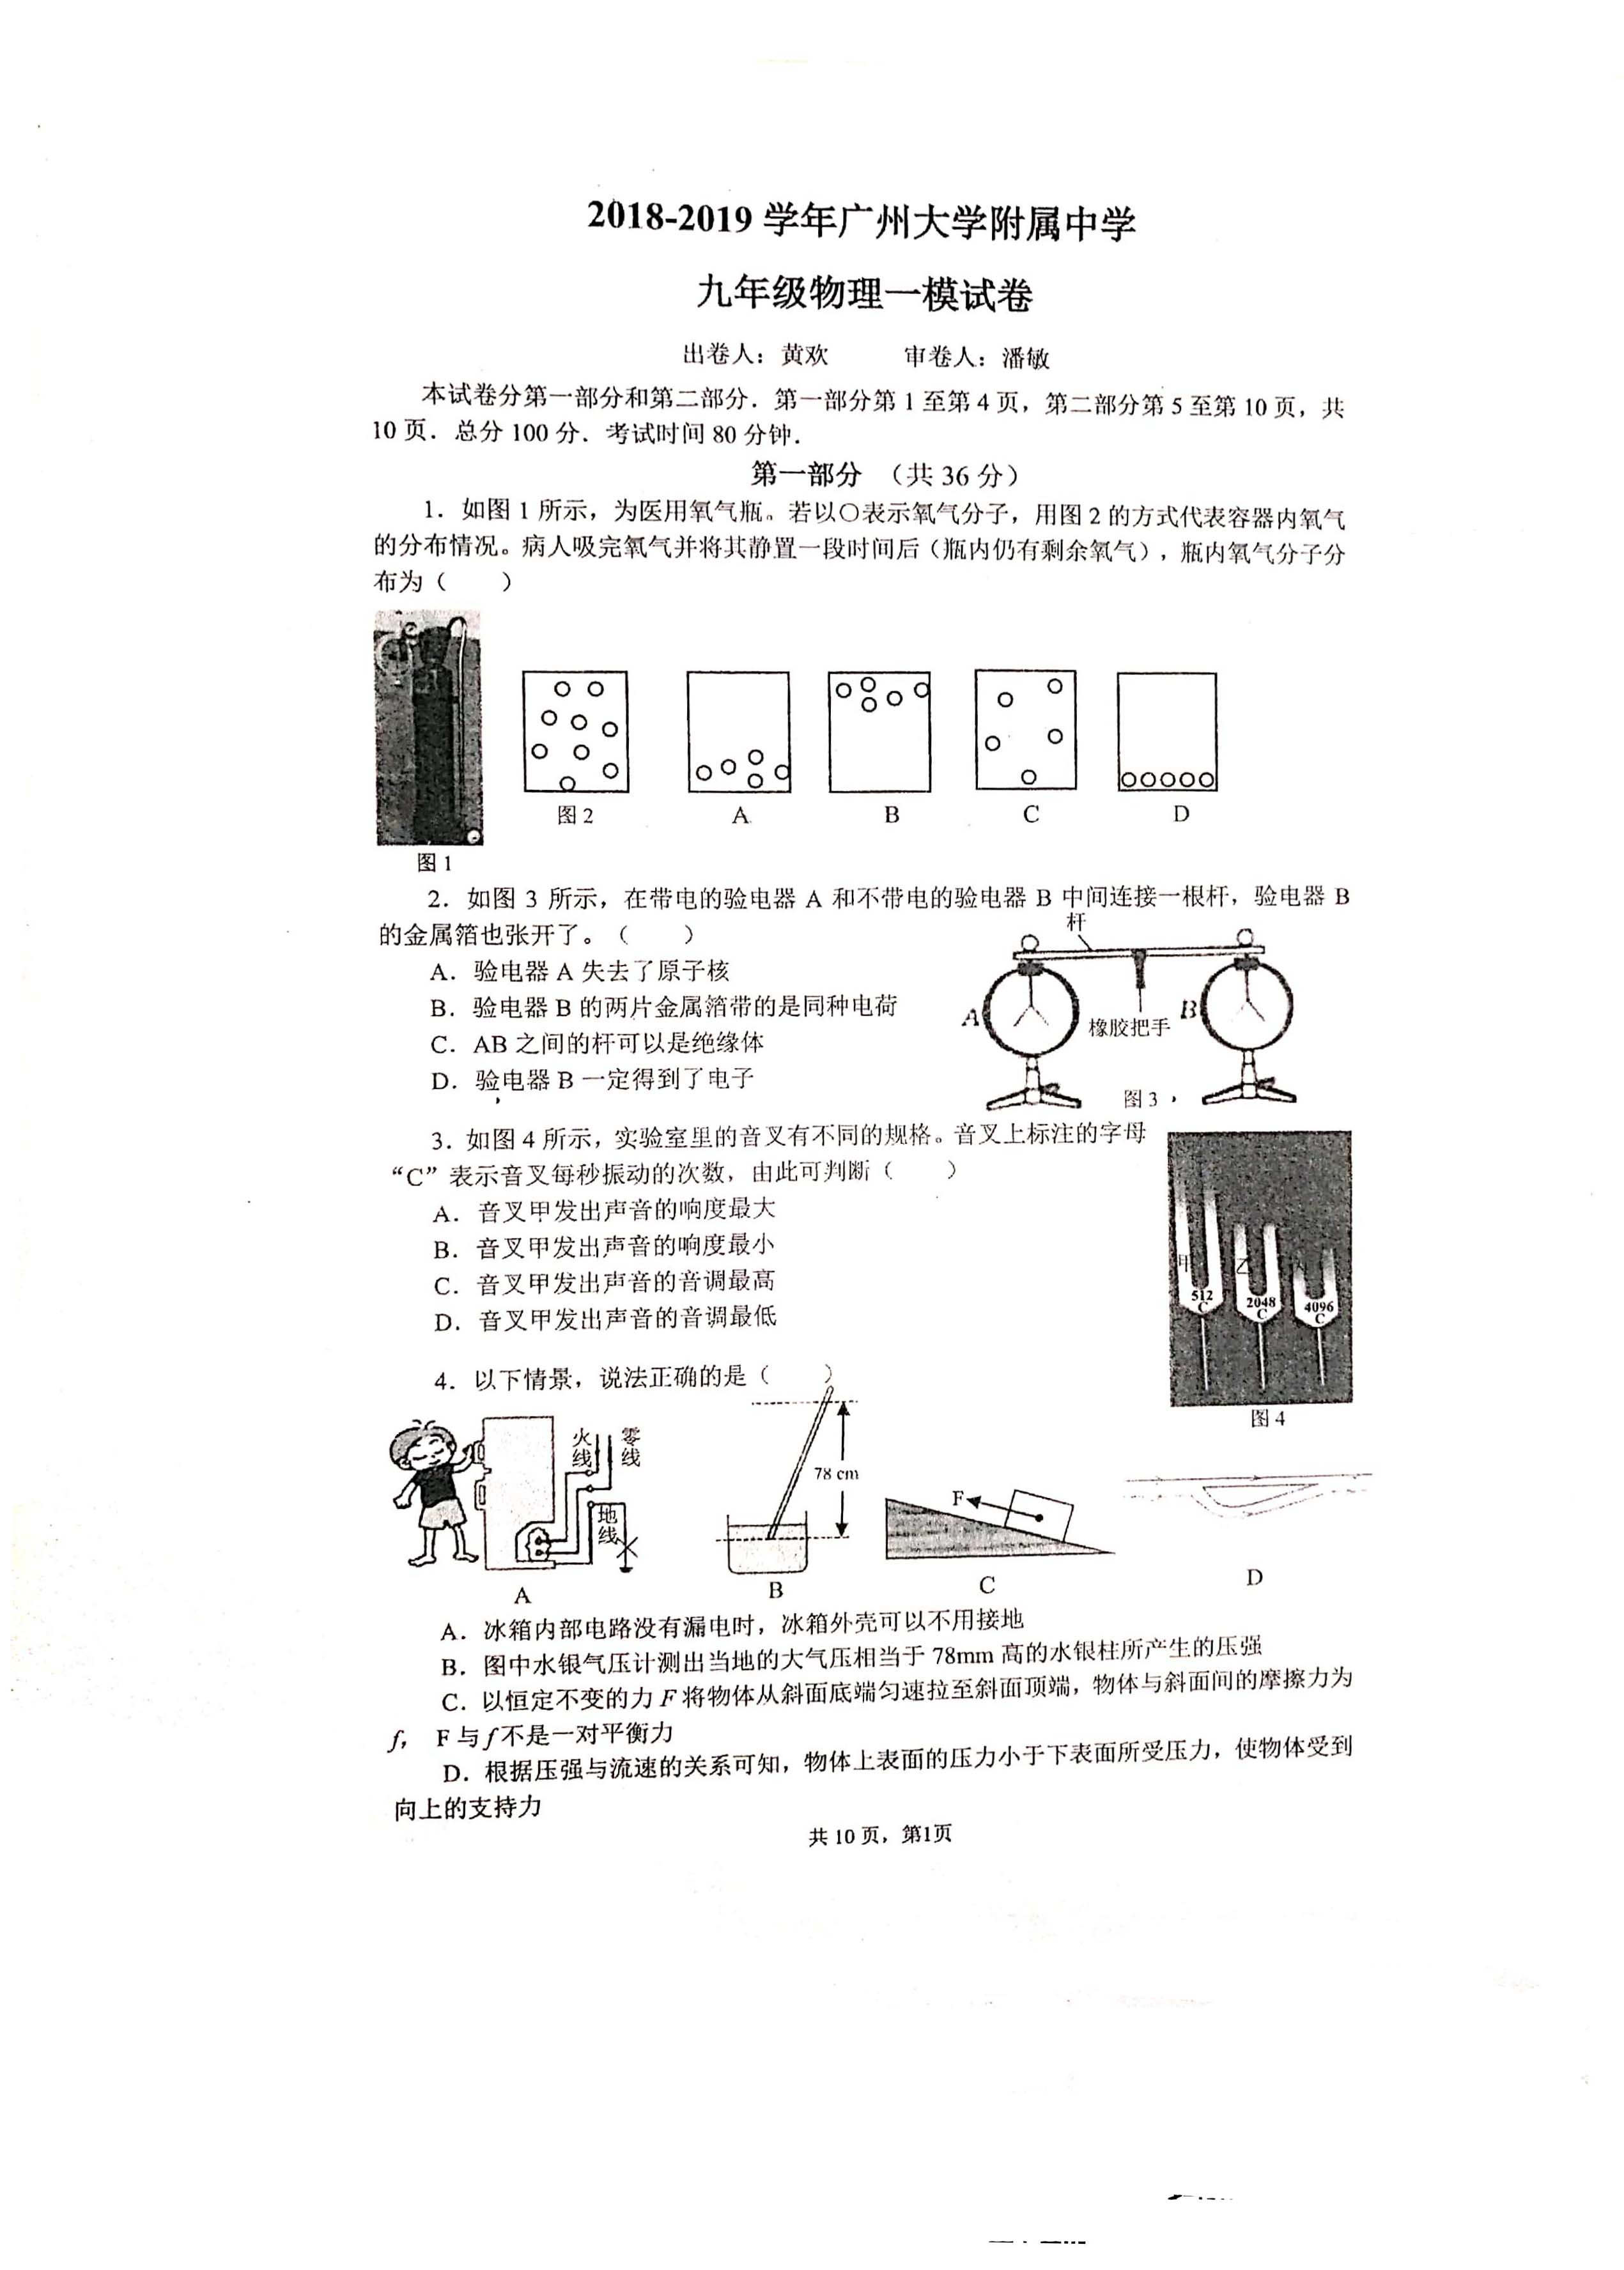 2018-2019 学年广州大学附属中学
九年级物理一模试卷
出卷人：黄欢 审卷人：潘敏
本试卷分第一部分和第二部分．第一部分第 1 至第 4 页，第二部分第 5 至第 10 页，共
10 页．总分 100 分．考试时间 80 分钟．
第一部分 （共 36 分）
1．如图 1 所示，为医用氧气瓶。若以○表示氧气分子，用图 2 的方式代表容器内氧气
的分布情况。病人吸完氧气并将其静置一段时间后（瓶内仍有剩余氧气），瓶内氧气分子分
布为（ ）
图 2 A B C D
图 1
2．如图 3 所示，在带电的验电器 A 和不带电的验电器 B 中间连接一根杆，验电器 B
的金属箔也张开了。（ ）
A．验电器 A 失去了原子核
B．验电器 B 的两片金属箔带的是同种电荷
C．AB 之间的杆可以是绝缘体
D．验电器 B 一定得到了电子
杆
A
橡胶把手
B
图 3
3．如图 4 所示，实验室里的音叉有不同的规格。音叉上标注的字母
“C”表示音叉每秒振动的次数，由此可判断（ ）
A．音叉甲发出声音的响度最大
B．音叉甲发出声音的响度最小
C．音叉甲发出声音的音调最高
D．音叉甲发出声音的音调最低
甲 乙
512 C 2048 C 4096 C
图 4
4．以下情景，说法正确的是（ ）
火线 零线
地线
78 cm
F
A B C D
A．冰箱内部电路没有漏电时，冰箱外壳可以不用接地
B．图中水银气压计测出当地的大气压相当于 78mm 高的水银柱所产生的压强
C．以恒定不变的力 F 将物体从斜面底端匀速拉至斜面顶端，物体与斜面间的摩擦力为
f， F 与 f 不是一对平衡力
D．根据压强与流速的关系可知，物体上表面的压力小于下表面所受压力，使物体受到
向上的支持力
共 10 页，第1页